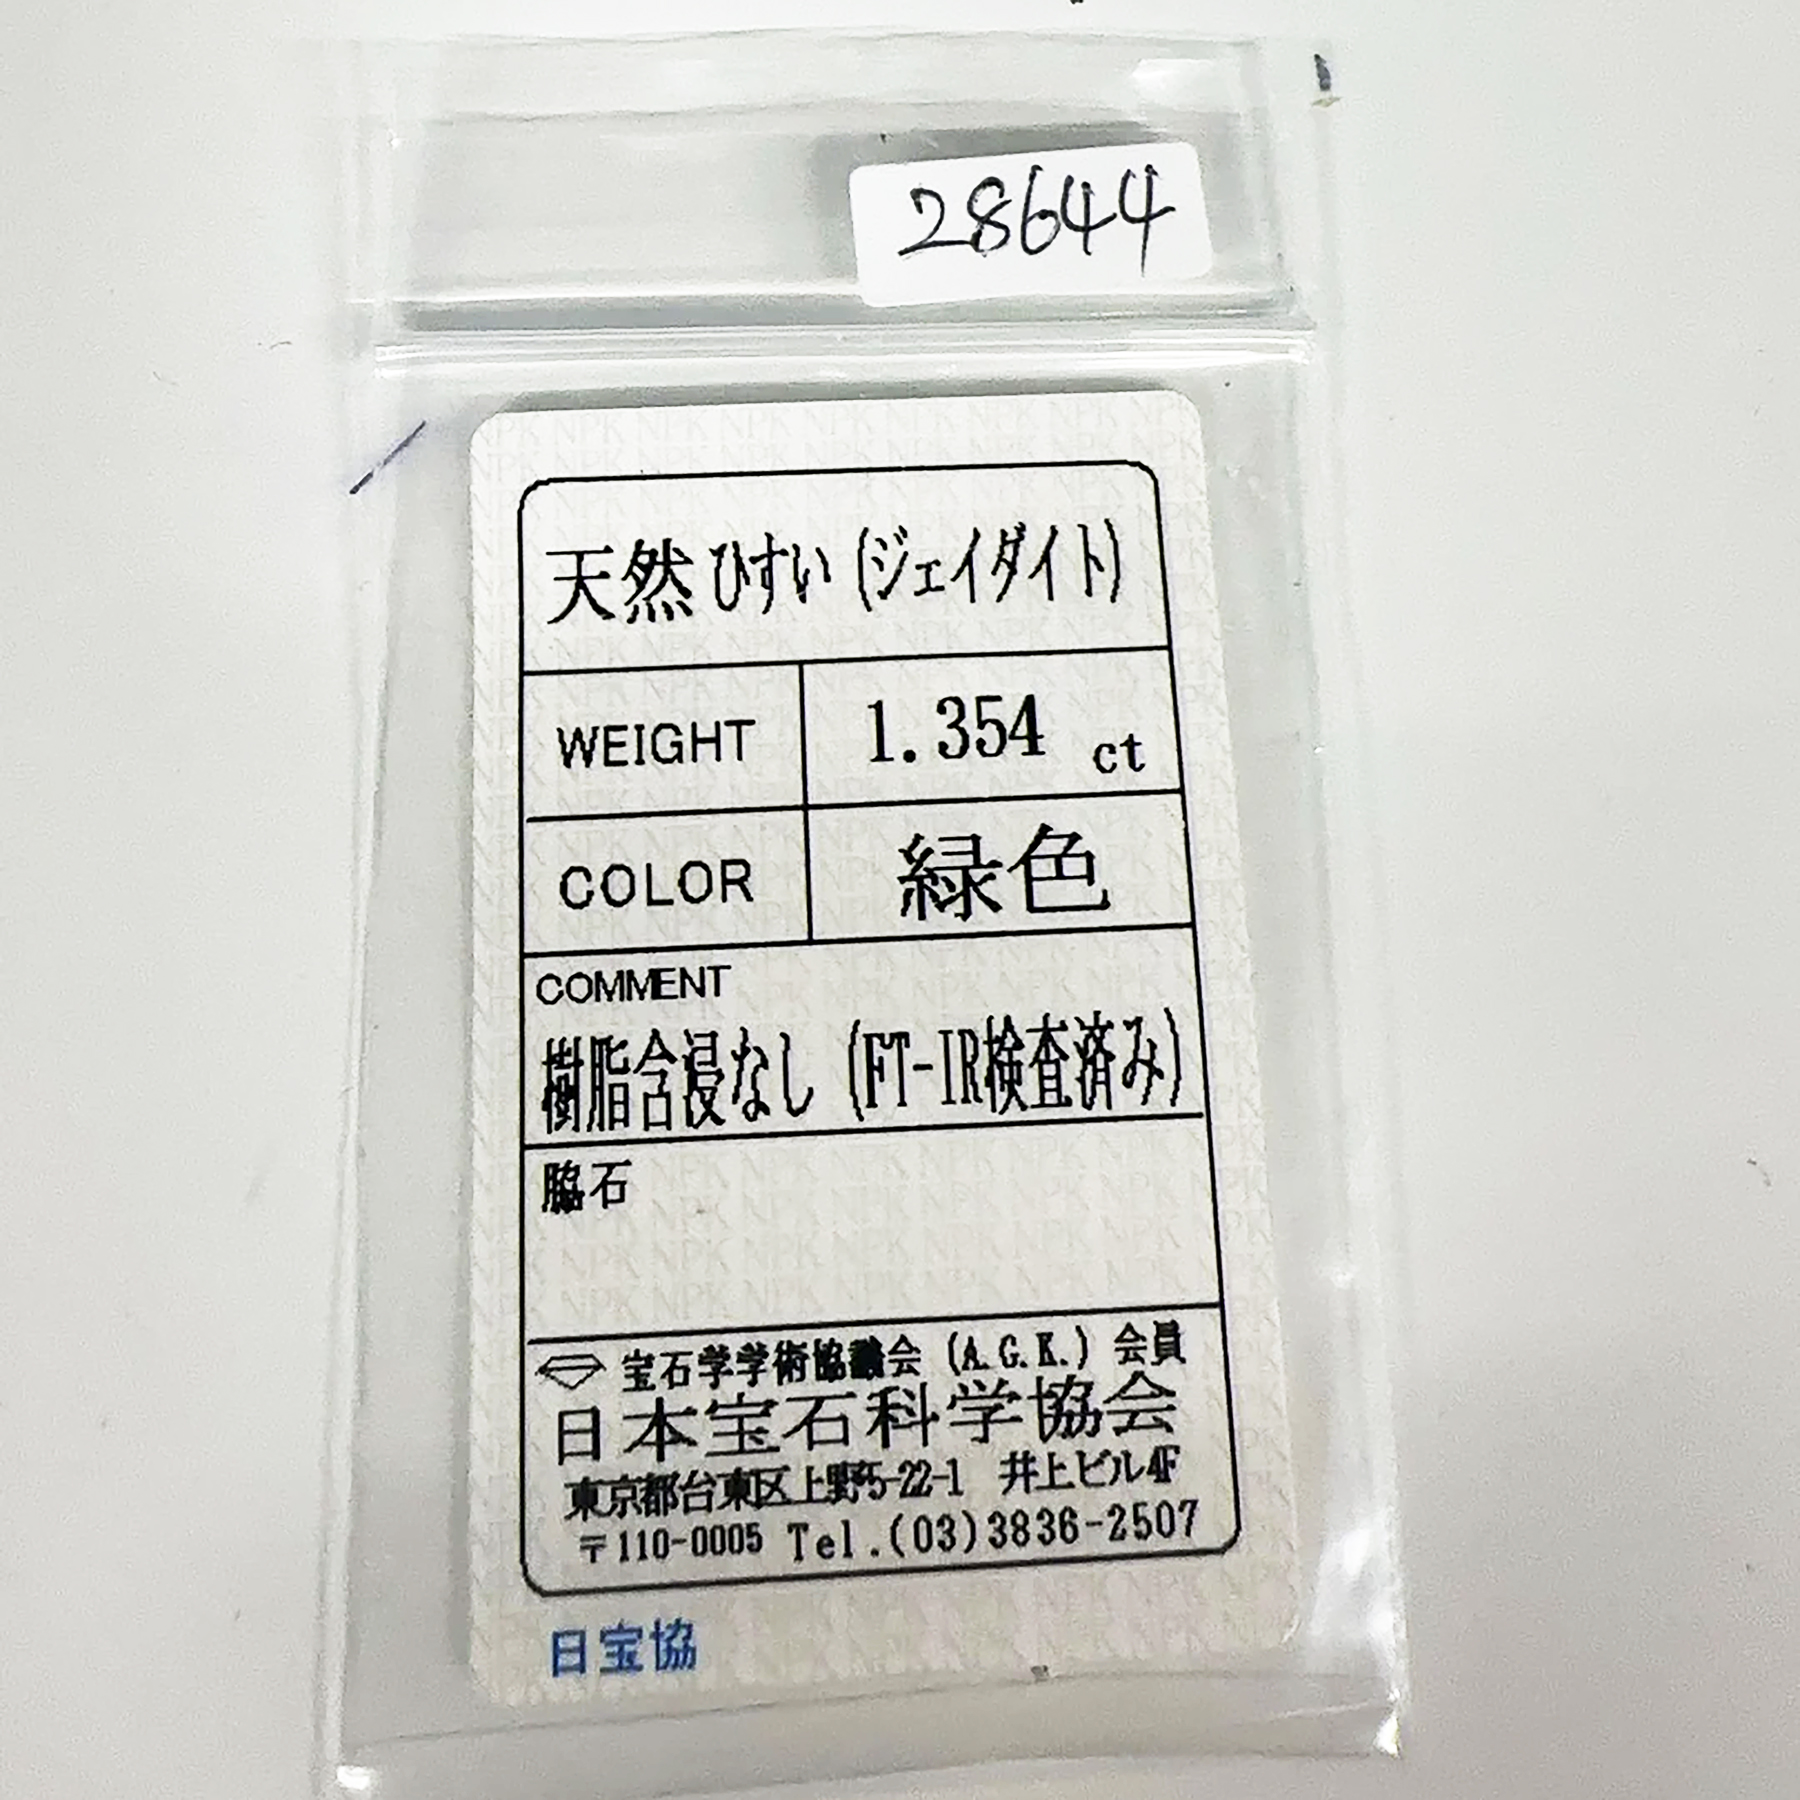 28644
天然ひすい(ジェイダイト)
WEIGHT 1.354 ct
COLOR 緑色
COMMENT
樹脂含浸なし(FT-IR検査済み)
脇石
宝石学学術協議会(A.G.K.)会員
日本宝石科学協会
東京都台東区上野5-22-1 井上ビル4F
〒110-0005 Tel.(03)3836-2507
日宝協